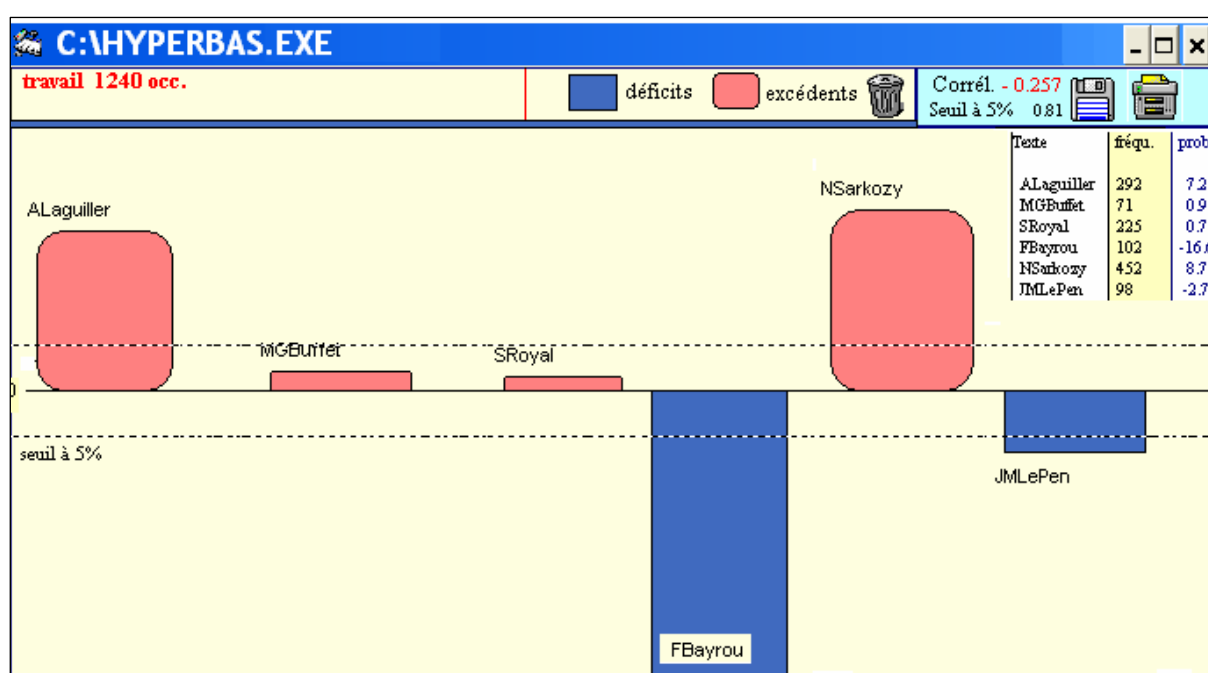 C:\HYPERBAS.EXE
travail 1240 occ.
déficits
excédents
Corrél. - 0.257
Seuil à 5% 0.81
Texte fréqu. prob
ALaguiller 292 7.2
MGBuffet 71 0.9
SRoyal 225 0.7
FBayrou 102 -16.
NSarkozy 452 8.7
JMLePen 98 -2.7
NSarkozy
ALaguiller
MGBuffet
SRoyal
seuil à 5%
JMLePen
FBayrou